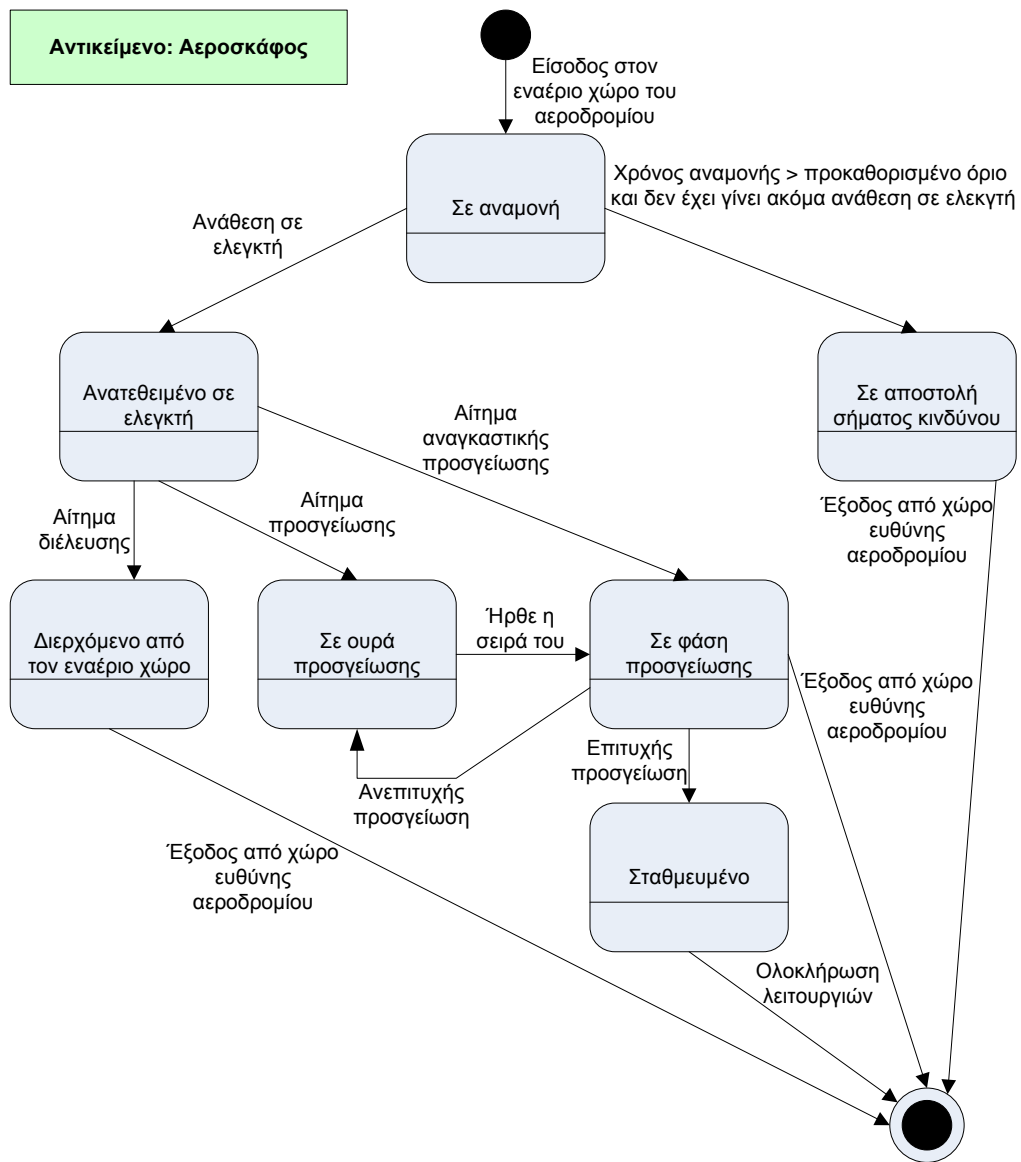 Αντικείμενο: Αεροσκάφος
Είσοδος στον
εναέριο χώρο του
αεροδρομίου
Σε αναμονή
Χρόνος αναμονής > προκαθορισμένο όριο
και δεν έχει γίνει ακόμα ανάθεση σε ελεκγτή
Ανάθεση σε
ελεγκτή
Ανατεθειμένο σε
ελεγκτή
Σε αποστολή
σήματος κινδύνου
Αίτημα
αναγκαστικής
προσγείωσης
Αίτημα
προσγείωσης
Αίτημα
διέλευσης
Έξοδος από χώρο
ευθύνης
αεροδρομίου
Διερχόμενο από
τον εναέριο χώρο
Σε ουρά
προσγείωσης
Ήρθε η
σειρά του
Σε φάση
προσγείωσης
Έξοδος από χώρο
ευθύνης
αεροδρομίου
Επιτυχής
προσγείωση
Ανεπιτυχής
προσγείωση
Έξοδος από χώρο
ευθύνης
αεροδρομίου
Σταθμευμένο
Ολοκλήρωση
λειτουργιών